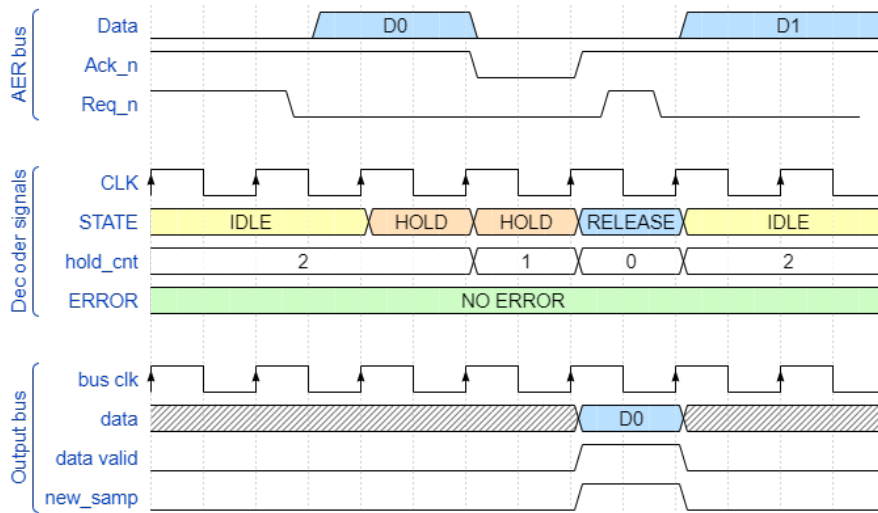 AER bus
Data D0 D1
Ack_n
Req_n
Decoder signals
CLK
STATE IDLE HOLD HOLD RELEASE IDLE
hold_cnt 2 1 0 2
ERROR NO ERROR
Output bus
bus clk
data D0
data valid
new_samp